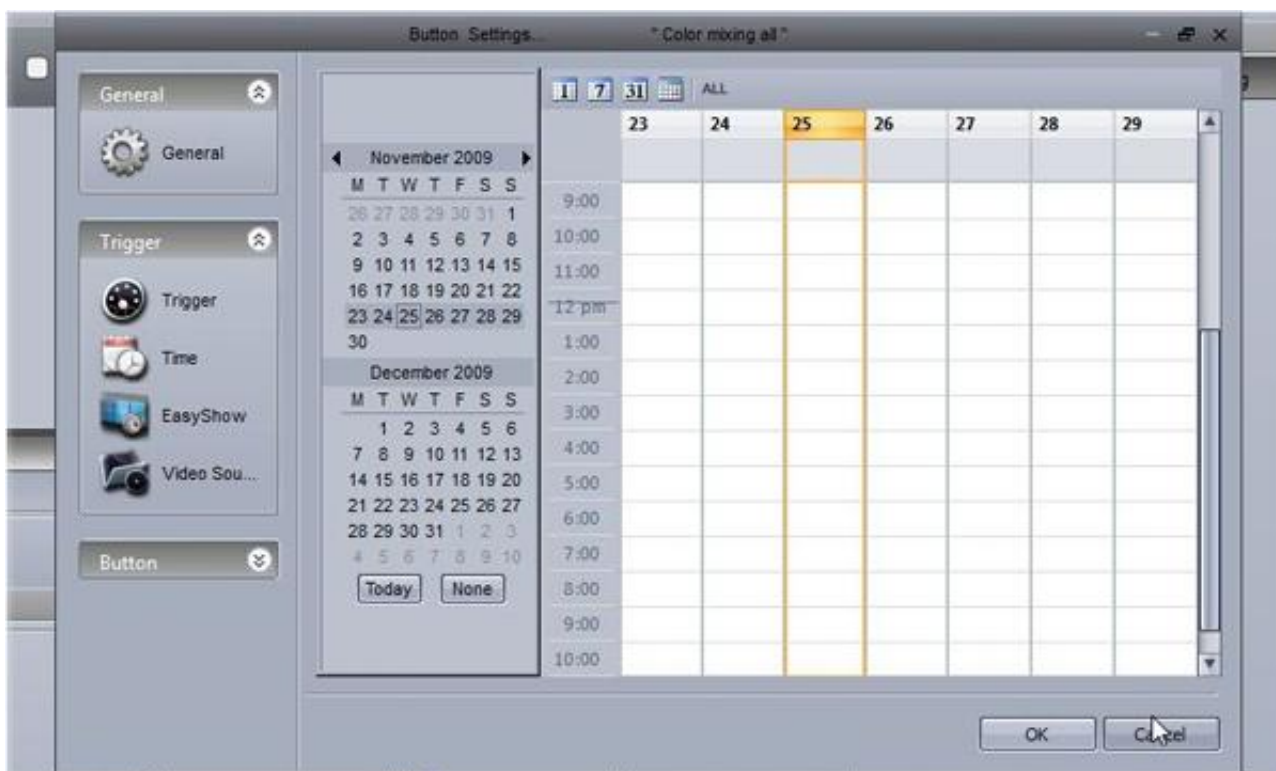 Button Settings... " Color mixing all "
General
General
Trigger
Trigger
Time
EasyShow
Video Sou...
Button
November 2009
M T W T F S S
26 27 28 29 30 31 1
2 3 4 5 6 7 8
9 10 11 12 13 14 15
16 17 18 19 20 21 22
23 24 25 26 27 28 29
30
December 2009
M T W T F S S
1 2 3 4 5 6
7 8 9 10 11 12 13
14 15 16 17 18 19 20
21 22 23 24 25 26 27
28 29 30 31 1 2 3
4 5 6 7 8 9 10
Today None
1 7 31 ALL
23 24 25 26 27 28 29
9:00
10:00
11:00
12 pm
1:00
2:00
3:00
4:00
5:00
6:00
7:00
8:00
9:00
10:00
OK Cancel